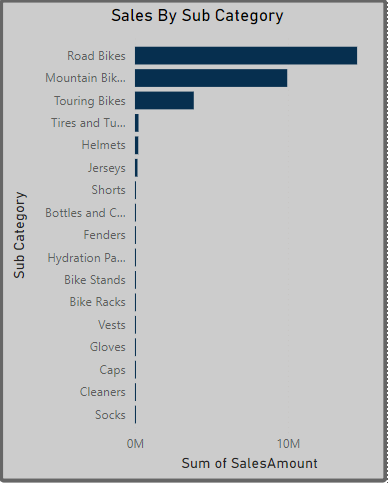 Sales By Sub Category
Road Bikes
Mountain Bik...
Touring Bikes
Tires and Tu...
Helmets
Jerseys
Shorts
Bottles and C...
Fenders
Hydration Pa...
Bike Stands
Bike Racks
Vests
Gloves
Caps
Cleaners
Socks
Sub Category
0M 10M
Sum of SalesAmount